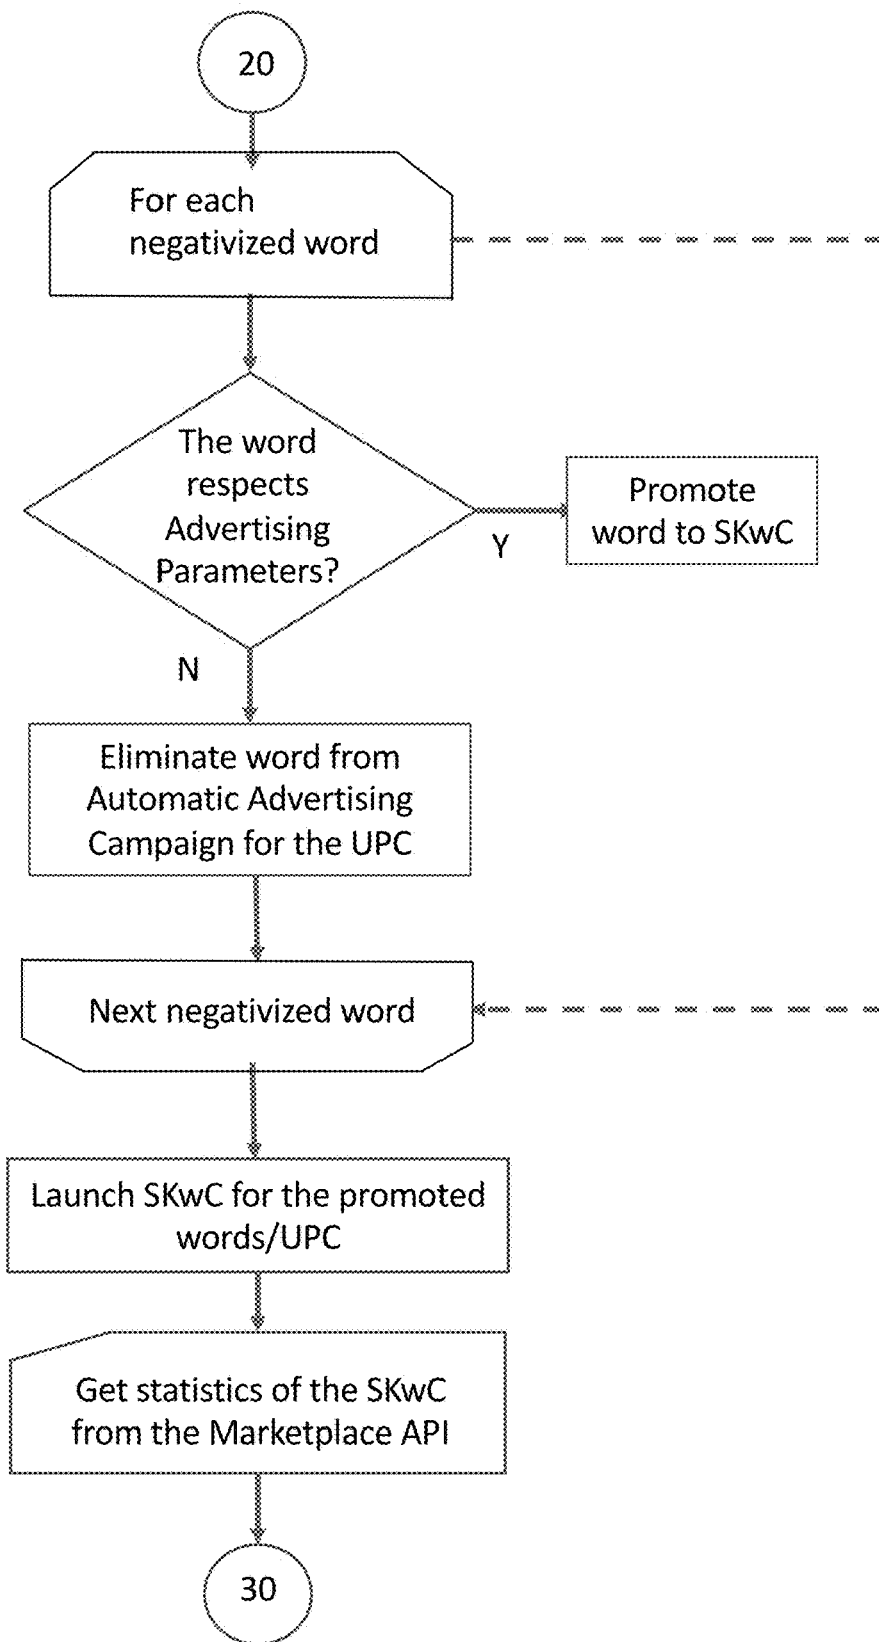 20
For each
negativized word
The word
respects
Advertising
Parameters?
Y
Promote
word to SKwC
N
Eliminate word from
Automatic Advertising
Campaign for the UPC
Next negativized word
Launch SKwC for the promoted
words/UPC
Get statistics of the SKwC
from the Marketplace API
30